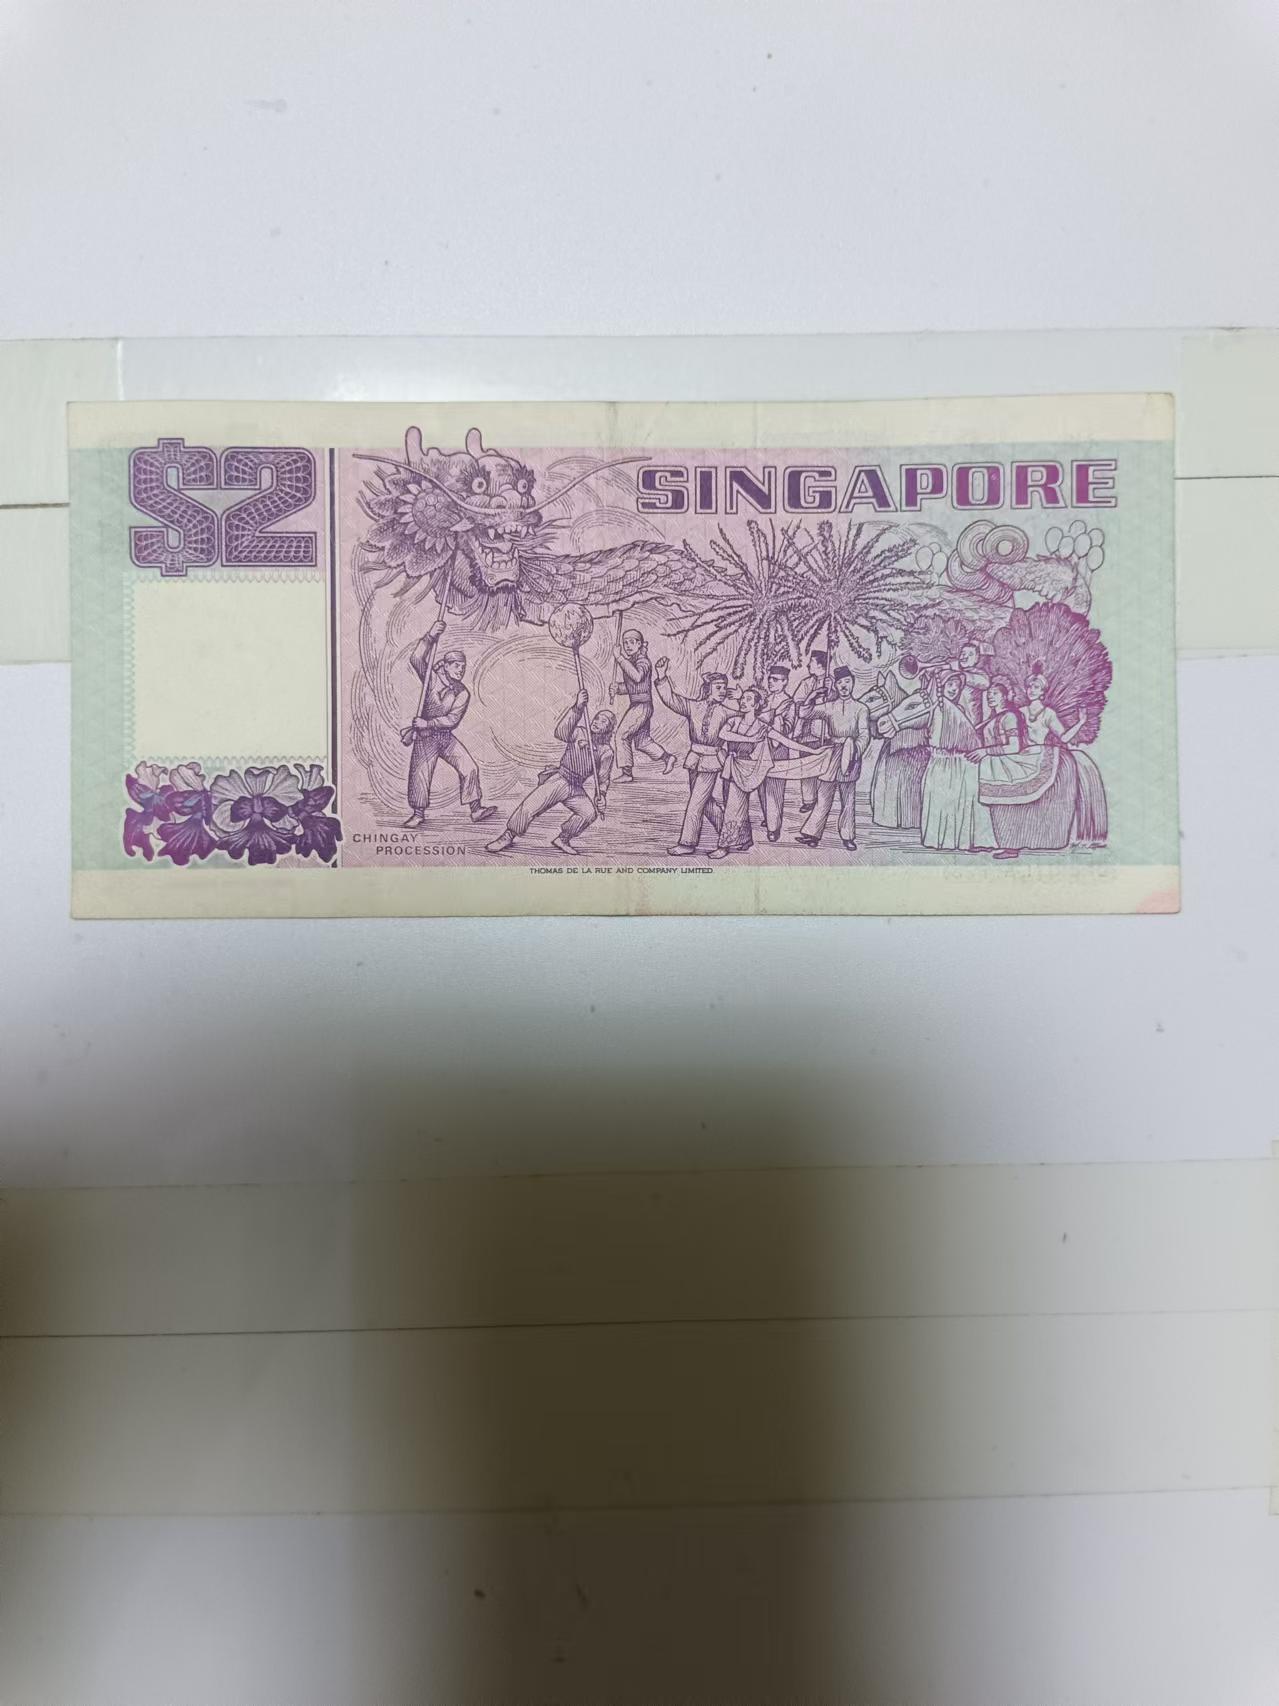 $2
SINGAPORE
CHINGAY
PROCESSION
THOMAS DE LA RUE AND COMPANY LIMITED.